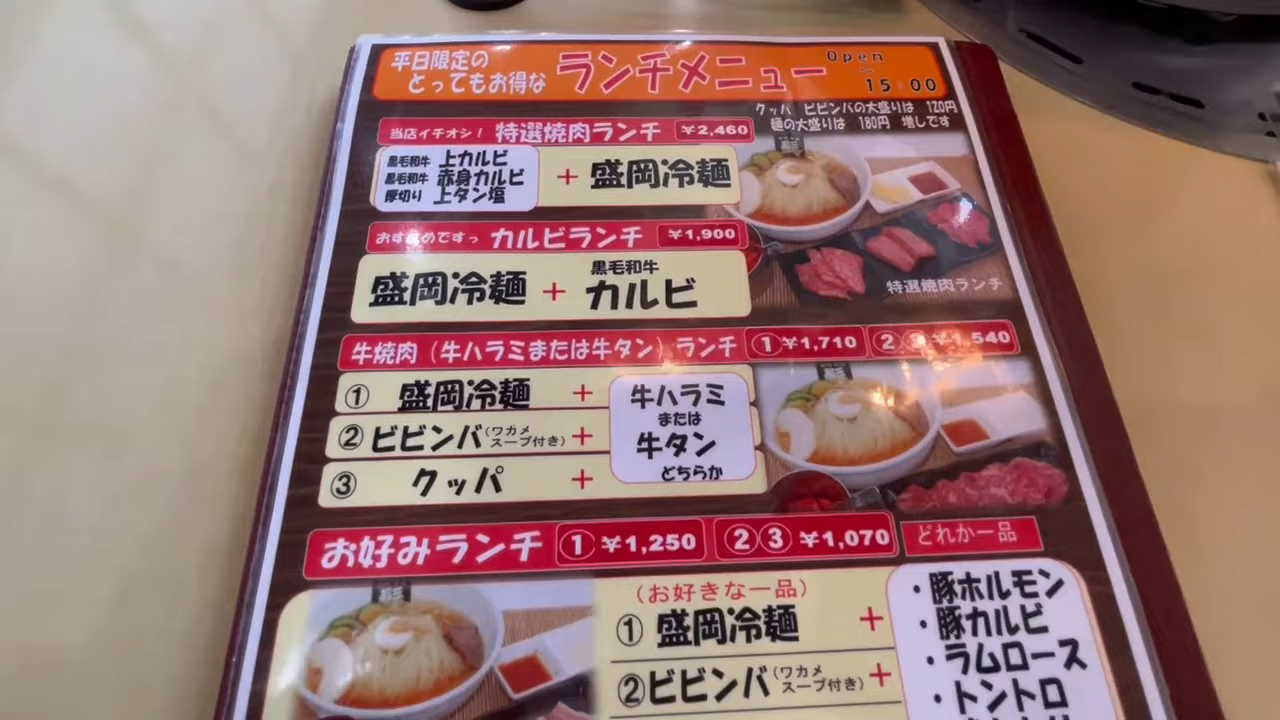 平日限定の
とってもお得な
ランチメニュー
Open
～
15:00
クッパ ビビンバの大盛りは 120円
麺の大盛りは 180円 増しです
当店イチオシ! 特選焼肉ランチ ¥2,460
黒毛和牛 上カルビ
黒毛和牛 赤身カルビ
厚切り 上タン塩
+ 盛岡冷麺
おすすめですっ カルビランチ ¥1,900
盛岡冷麺 + 黒毛和牛 カルビ
特選焼肉ランチ
牛焼肉(牛ハラミまたは牛タン)ランチ ①¥1,710 ②③¥1,540
① 盛岡冷麺 +
② ビビンバ(ワカメスープ付き) +
③ クッパ +
牛ハラミ
または
牛タン
どちらか
お好みランチ ①¥1,250 ②③¥1,070 どれか一品
(お好きな一品)
① 盛岡冷麺 +
② ビビンバ(ワカメスープ付き) +
・豚ホルモン
・豚カルビ
・ラムロース
・トントロ